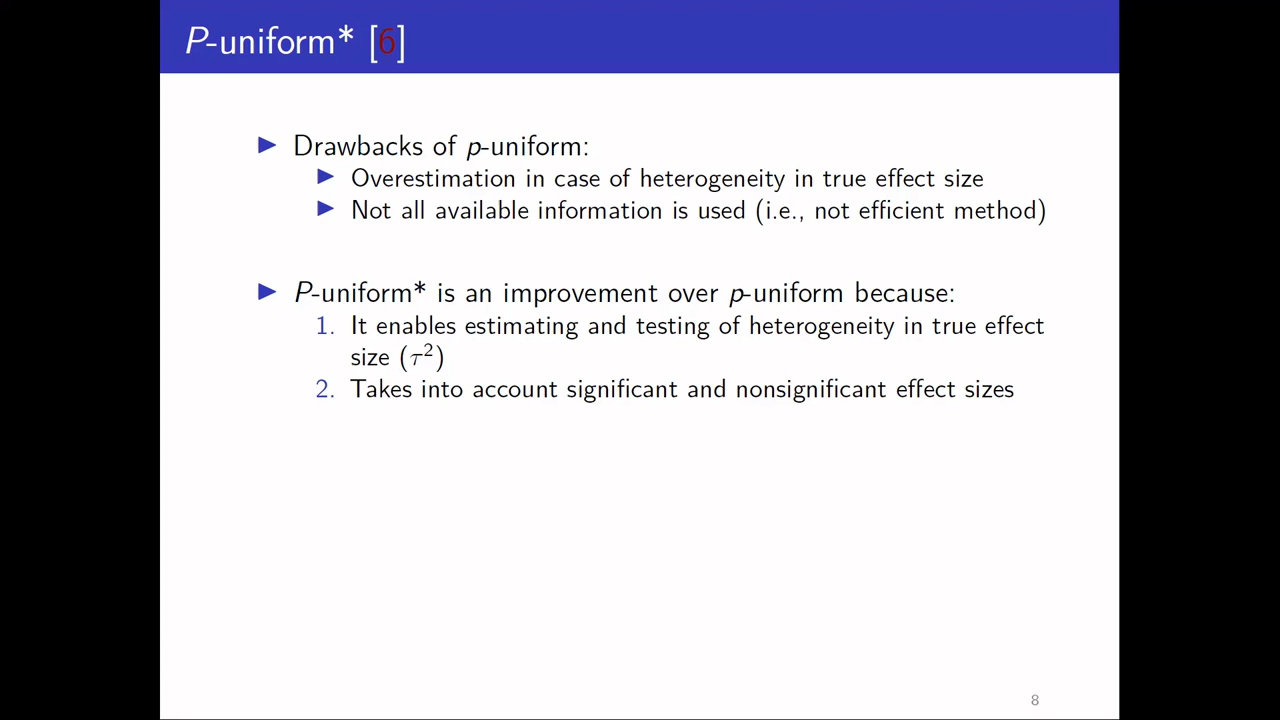 P-uniform* [6]
▶ Drawbacks of p-uniform:
▶ Overestimation in case of heterogeneity in true effect size
▶ Not all available information is used (i.e., not efficient method)
▶ P-uniform* is an improvement over p-uniform because:
1. It enables estimating and testing of heterogeneity in true effect
size (τ²)
2. Takes into account significant and nonsignificant effect sizes
8